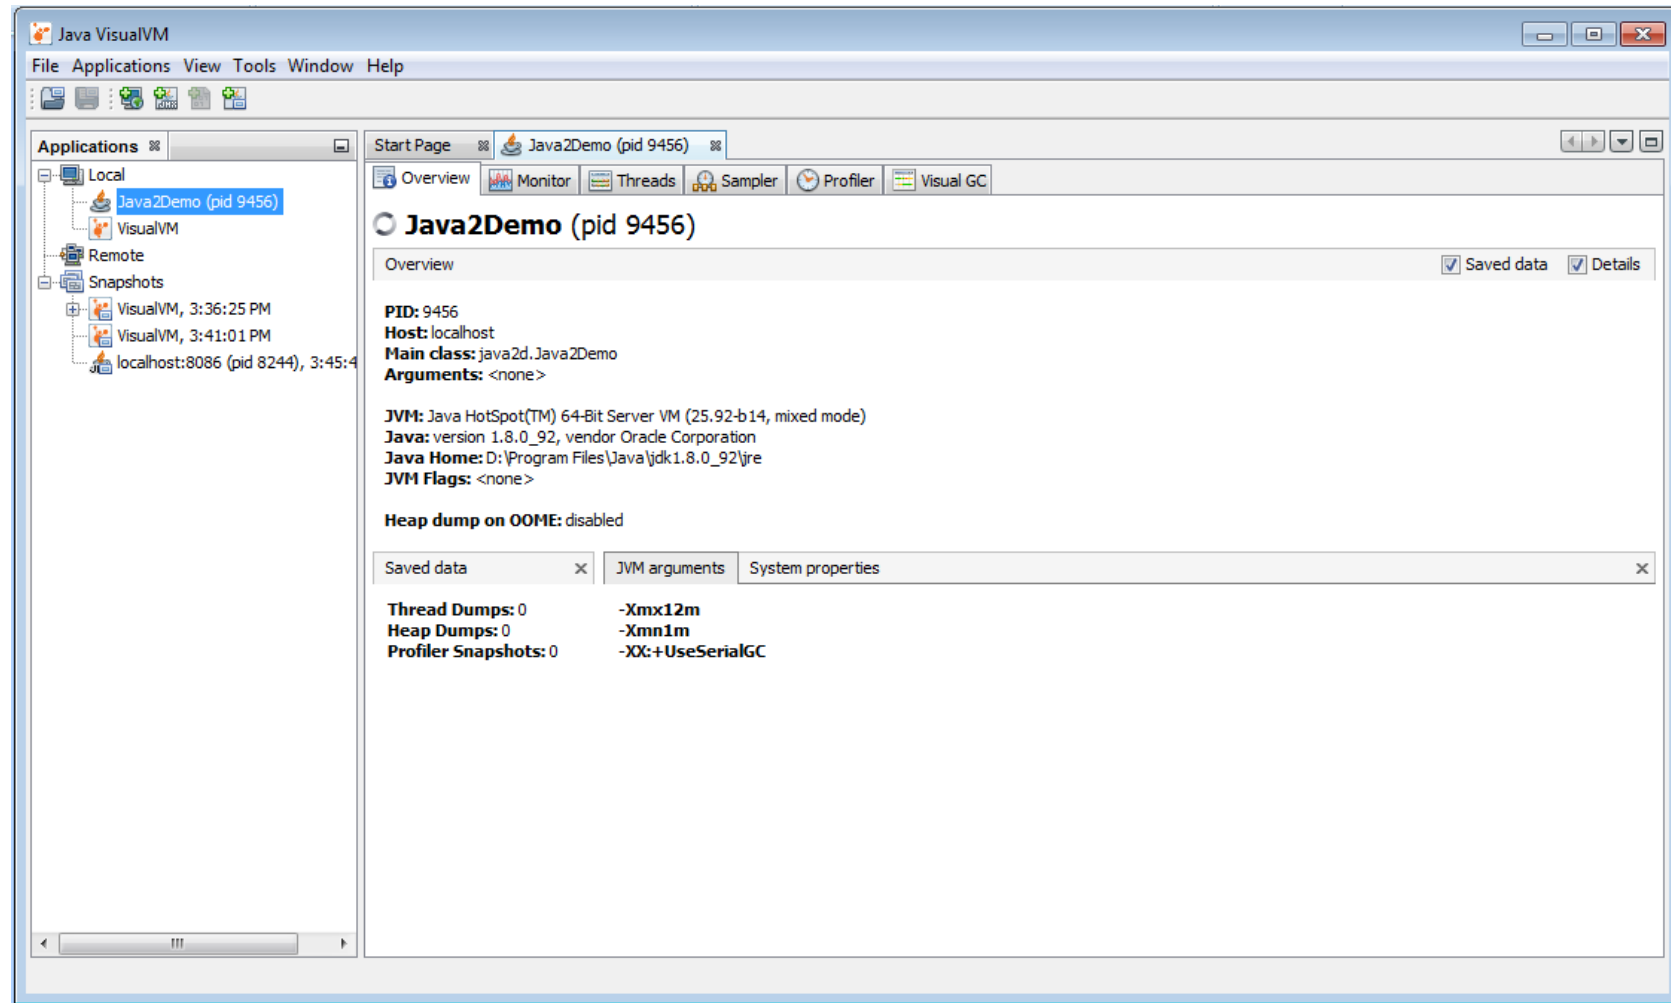 Java VisualVM
File Applications View Tools Window Help
Applications
Start Page Java2Demo (pid 9456)
Local
Java2Demo (pid 9456)
VisualVM
Remote
Snapshots
VisualVM, 3:36:25 PM
VisualVM, 3:41:01 PM
localhost:8086 (pid 8244), 3:45:4
Overview Monitor Threads Sampler Profiler Visual GC
Java2Demo (pid 9456)
Overview Saved data Details
PID: 9456
Host: localhost
Main class: java2d.Java2Demo
Arguments: <none>
JVM: Java HotSpot(TM) 64-Bit Server VM (25.92-b14, mixed mode)
Java: version 1.8.0_92, vendor Oracle Corporation
Java Home: D:\Program Files\Java\jdk1.8.0_92\jre
JVM Flags: <none>
Heap dump on OOME: disabled
Saved data JVM arguments System properties
Thread Dumps: 0 -Xmx12m
Heap Dumps: 0 -Xmn1m
Profiler Snapshots: 0 -XX:+UseSerialGC